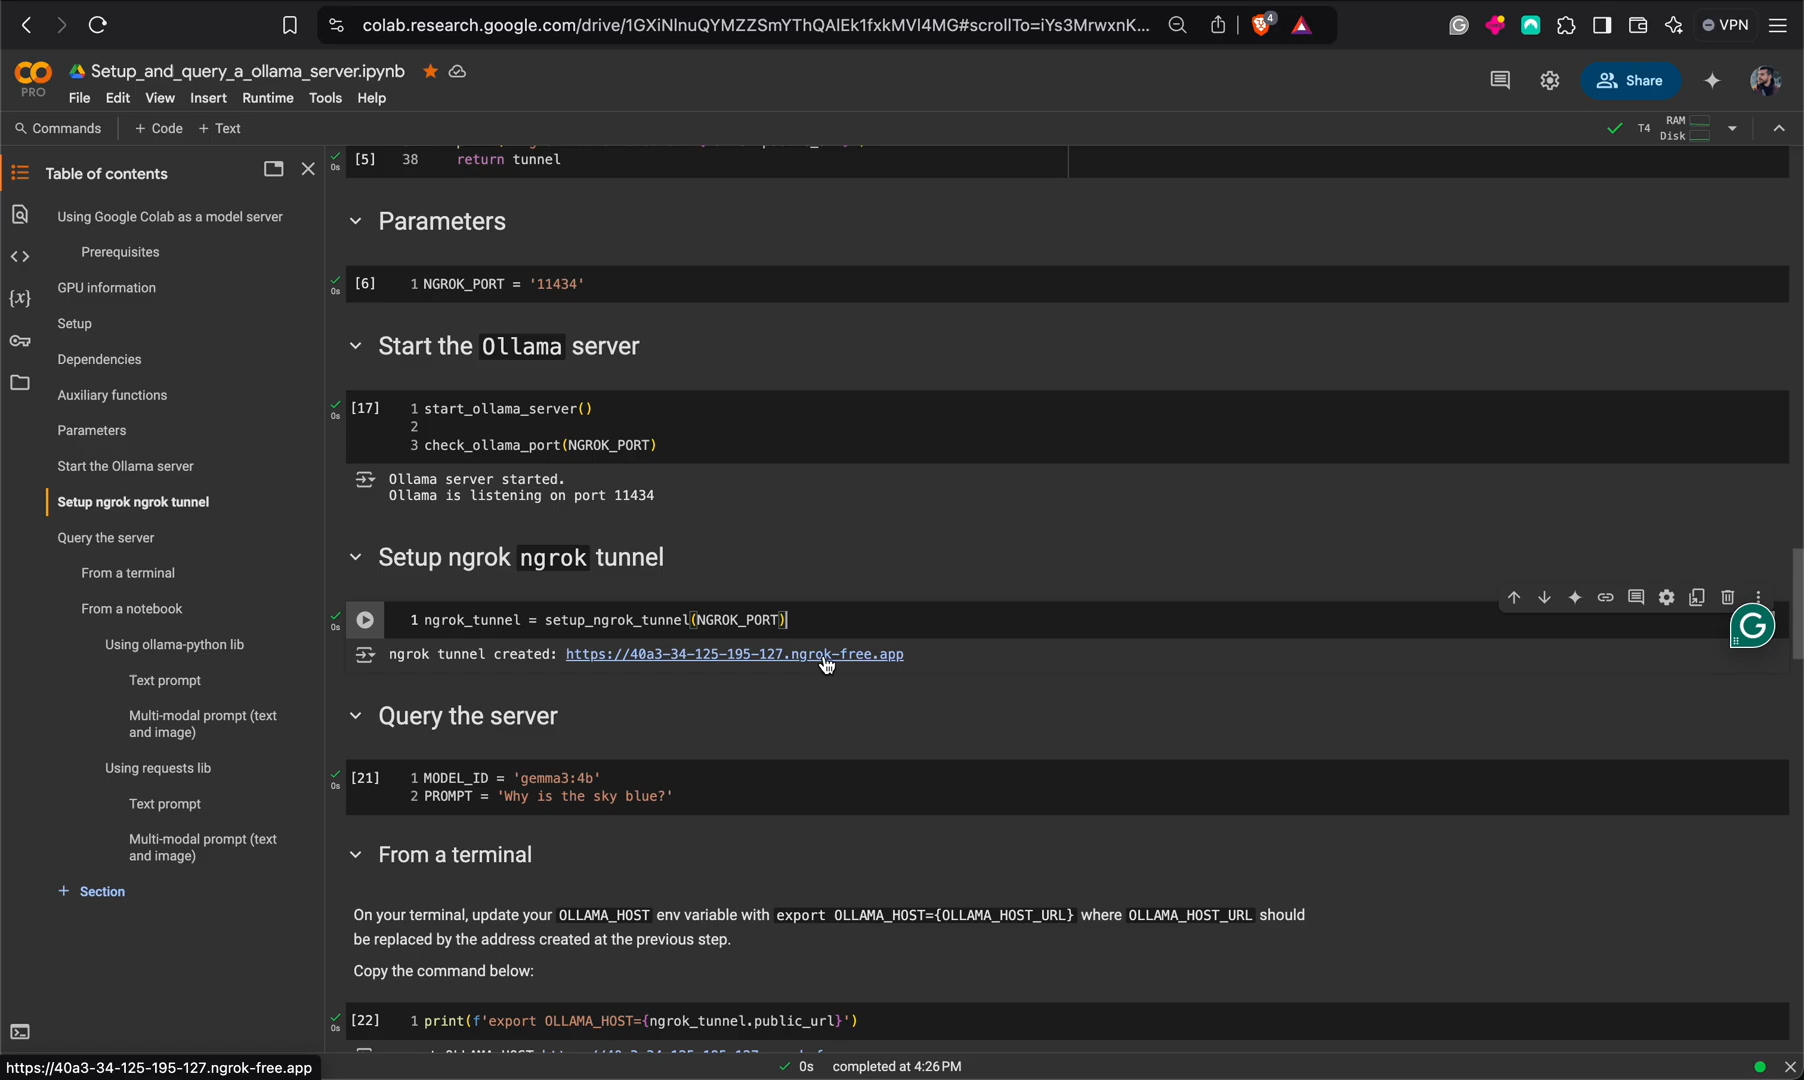 colab.research.google.com/drive/1GXiNlnuQYMZZSmYThQAlEk1fxkMVl4MG#scrollTo=iYs3MrwxnK...
4
VPN
PRO
Setup_and_query_a_ollama_server.ipynb
File Edit View Insert Runtime Tools Help
Share
Commands + Code + Text
T4 RAM
Disk
Table of contents
Using Google Colab as a model server
Prerequisites
GPU information
Setup
Dependencies
Auxiliary functions
Parameters
Start the Ollama server
Setup ngrok ngrok tunnel
Query the server
From a terminal
From a notebook
Using ollama-python lib
Text prompt
Multi-modal prompt (text
and image)
Using requests lib
Text prompt
Multi-modal prompt (text
and image)
+ Section
0s [5] 38 return tunnel
Parameters
0s [6] 1 NGROK_PORT = '11434'
Start the Ollama server
0s [17] 1 start_ollama_server()
2
3 check_ollama_port(NGROK_PORT)
Ollama server started.
Ollama is listening on port 11434
Setup ngrok ngrok tunnel
0s 1 ngrok_tunnel = setup_ngrok_tunnel(NGROK_PORT)
ngrok tunnel created: https://40a3-34-125-195-127.ngrok-free.app
Query the server
0s [21] 1 MODEL_ID = 'gemma3:4b'
2 PROMPT = 'Why is the sky blue?'
From a terminal
On your terminal, update your OLLAMA_HOST env variable with export OLLAMA_HOST={OLLAMA_HOST_URL} where OLLAMA_HOST_URL should
be replaced by the address created at the previous step.
Copy the command below:
0s [22] 1 print(f'export OLLAMA_HOST={ngrok_tunnel.public_url}')
https://40a3-34-125-195-127.ngrok-free.app
0s completed at 4:26 PM